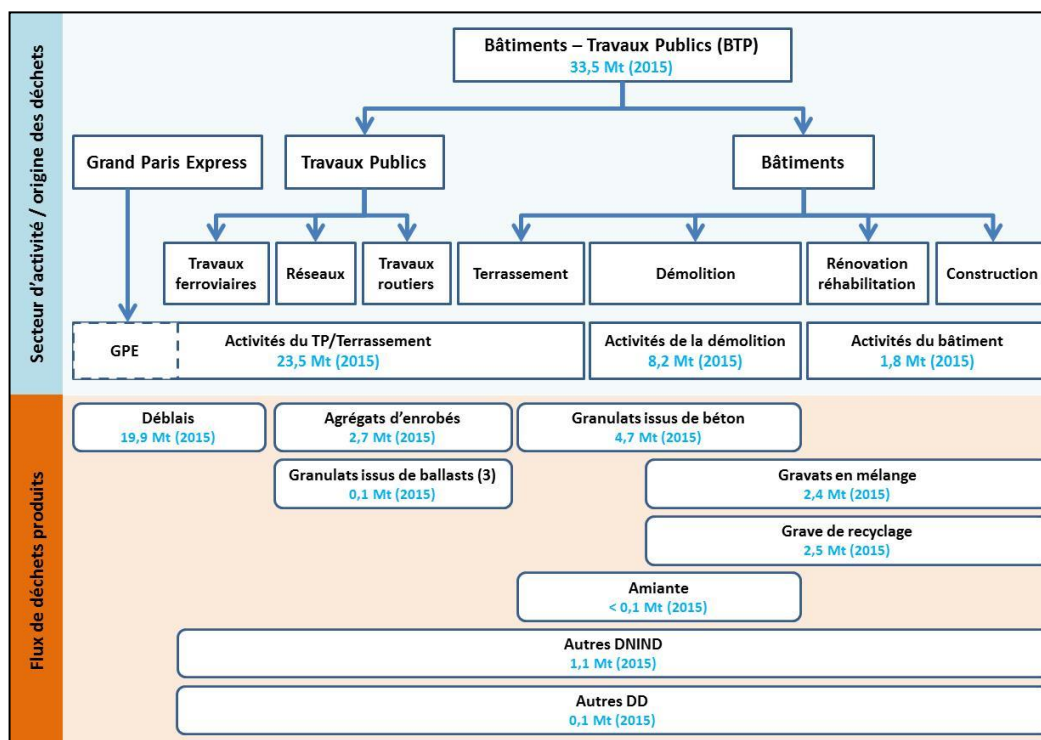 Bâtiments – Travaux Publics (BTP)
33,5 Mt (2015)
Secteur d'activité / origine des déchets
Grand Paris Express
Travaux Publics
Bâtiments
Travaux
ferroviaires
Réseaux
Travaux
routiers
Terrassement
Démolition
Rénovation
réhabilitation
Construction
GPE
Activités du TP/Terrassement
23,5 Mt (2015)
Activités de la démolition
8,2 Mt (2015)
Activités du bâtiment
1,8 Mt (2015)
Flux de déchets produits
Déblais
19,9 Mt (2015)
Agrégats d'enrobés
2,7 Mt (2015)
Granulats issus de béton
4,7 Mt (2015)
Granulats issus de ballasts (3)
0,1 Mt (2015)
Gravats en mélange
2,4 Mt (2015)
Grave de recyclage
2,5 Mt (2015)
Amiante
< 0,1 Mt (2015)
Autres DNIND
1,1 Mt (2015)
Autres DD
0,1 Mt (2015)